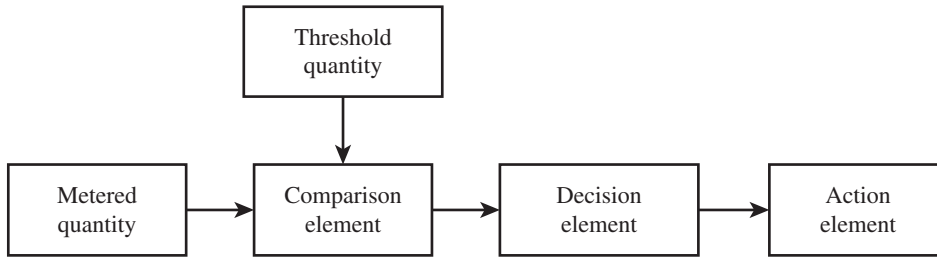 Threshold
quantity
Metered
quantity
Comparison
element
Decision
element
Action
element